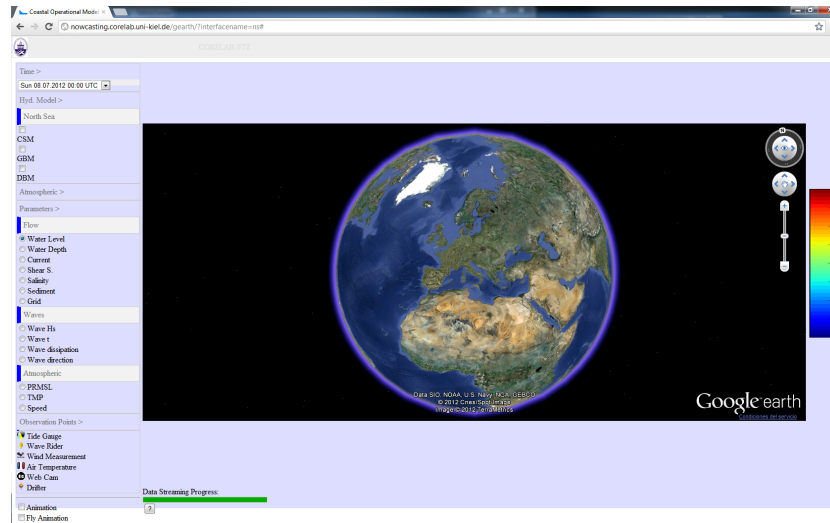 Coastal Operational Model
nowcasting.corelab.uni-kiel.de/gearth/?interfacename=ns#
CORELAB-FTZ
Time >
Sun 08.07.2012 00:00 UTC
Hyd. Model >
North Sea
CSM
GBM
DBM
Atmospheric >
Parameters >
Flow
Water Level
Water Depth
Current
Shear S.
Salinity
Sediment
Grid
Waves
Wave Hs
Wave t
Wave dissipation
Wave direction
Atmospheric
PRMSL
TMP
Speed
Observation Points >
Tide Gauge
Wave Rider
Wind Measurement
Air Temperature
Web Cam
Drifter
Animation
Fly Animation
N
Data SIO, NOAA, U.S. Navy, NGA, GEBCO
© 2012 Cnes/Spot Image
Image © 2012 TerraMetrics
Google earth
Condiciones del servicio
Data Streaming Progress:
?